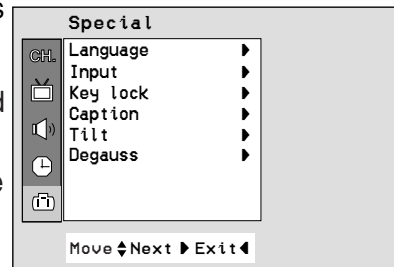 s
Special
CH.
Language
Input
Key lock
d
Caption
Tilt
Degauss
e
Move Next Exit